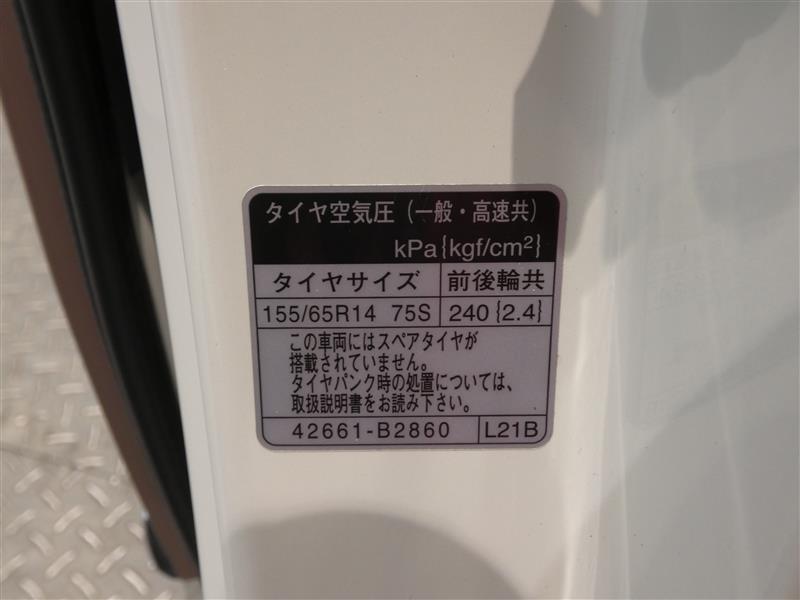 タイヤ空気圧（一般・高速共）
kPa{kgf/cm²}
タイヤサイズ 前後輪共
155/65R14 75S 240{2.4}
この車両にはスペアタイヤが
搭載されていません。
タイヤパンク時の処置については、
取扱説明書をお読み下さい。
42661-B2860 L21B